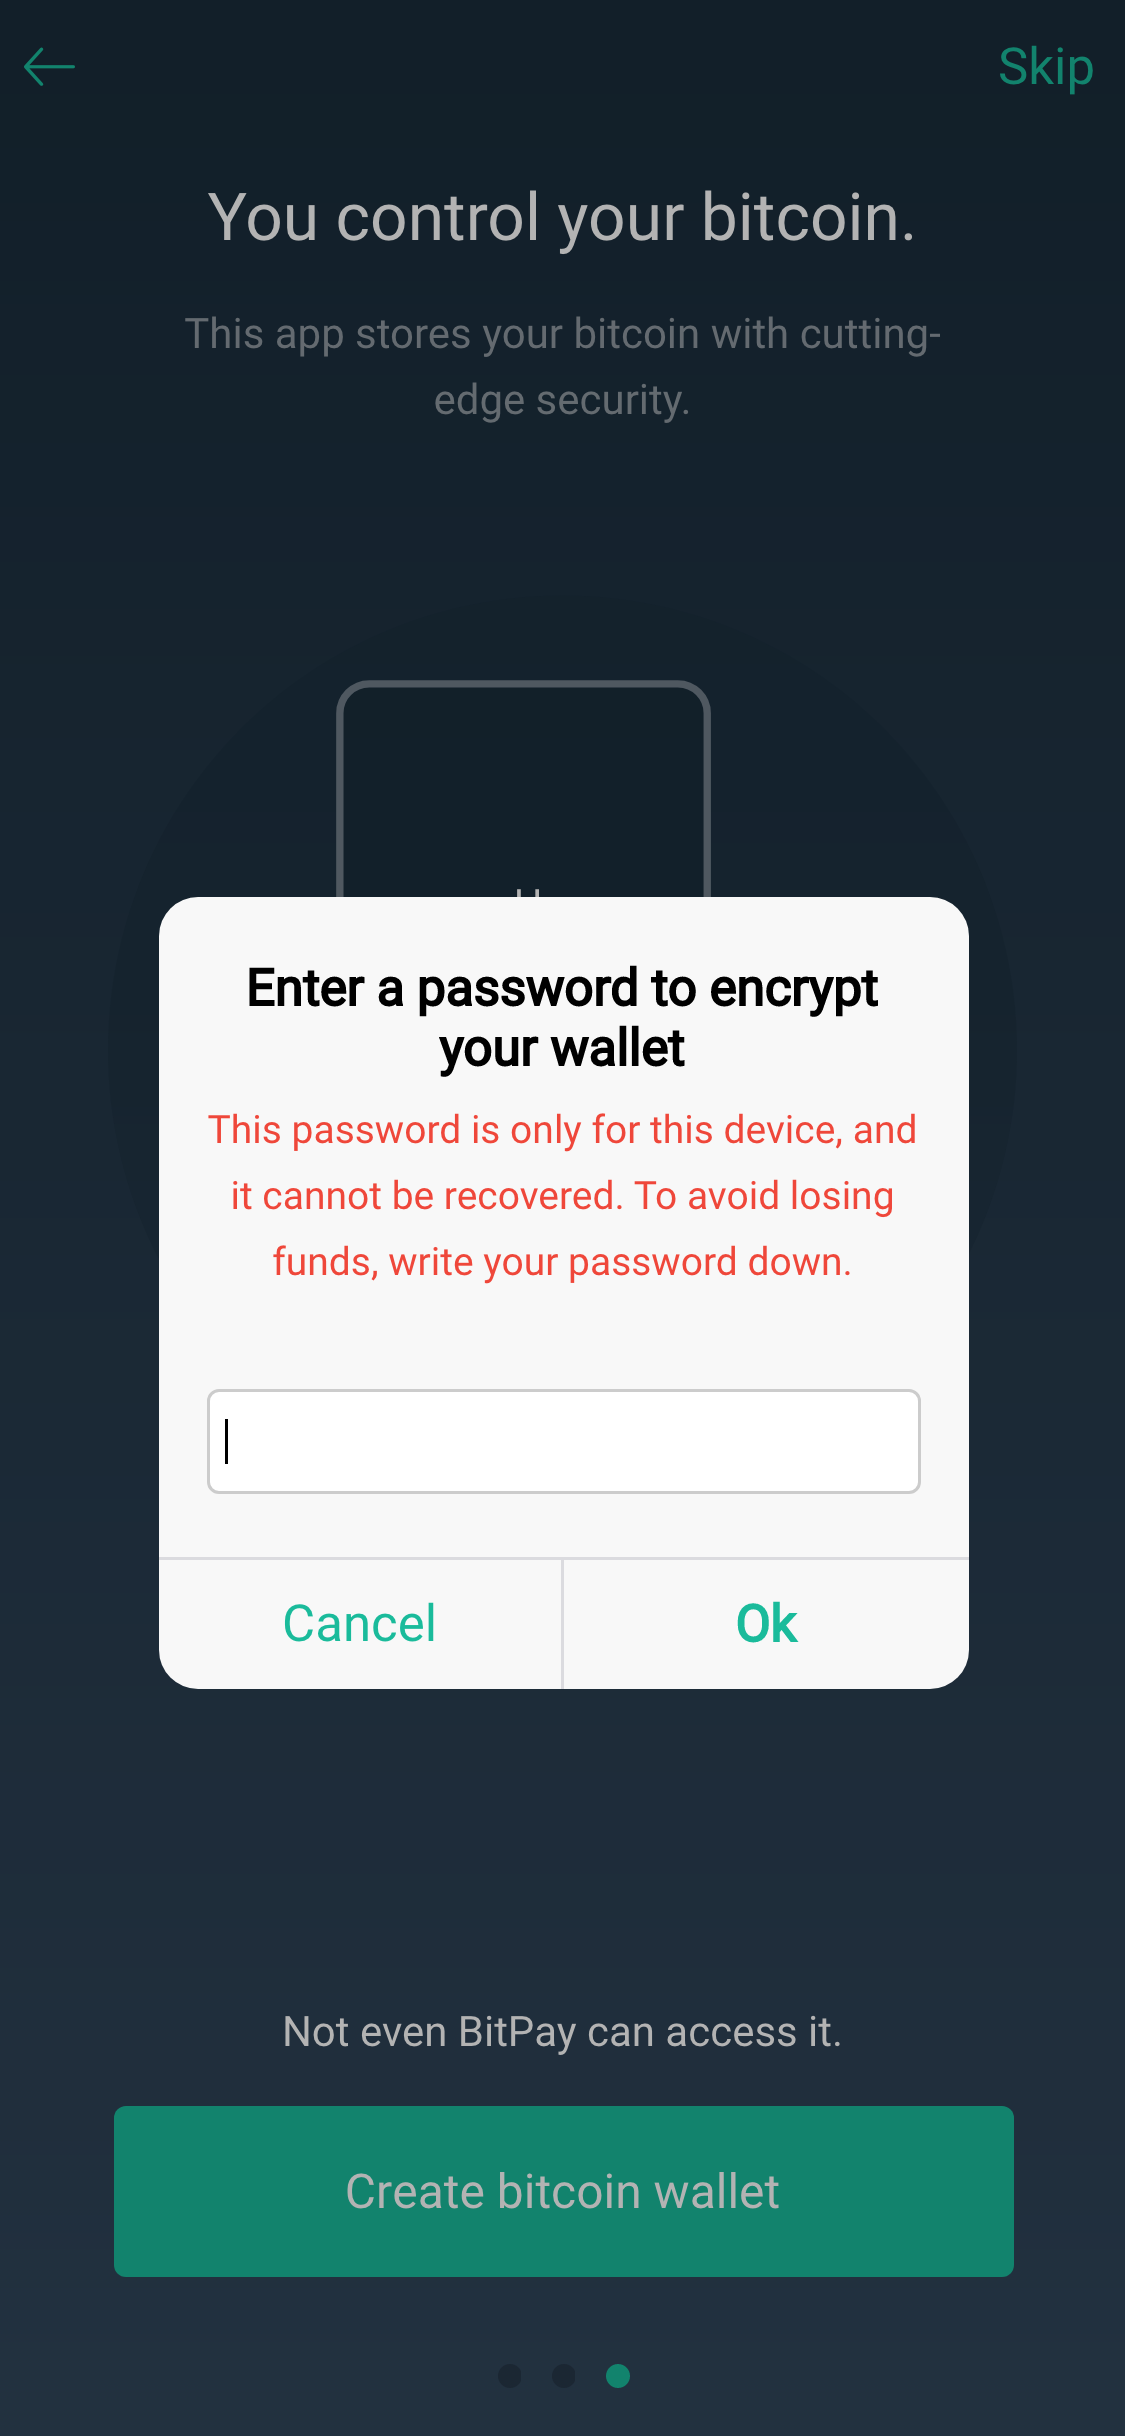 Skip
You control your bitcoin.
This app stores your bitcoin with cutting-
edge security.
Enter a password to encrypt
your wallet
This password is only for this device, and
it cannot be recovered. To avoid losing
funds, write your password down.
Cancel
Ok
Not even BitPay can access it.
Create bitcoin wallet